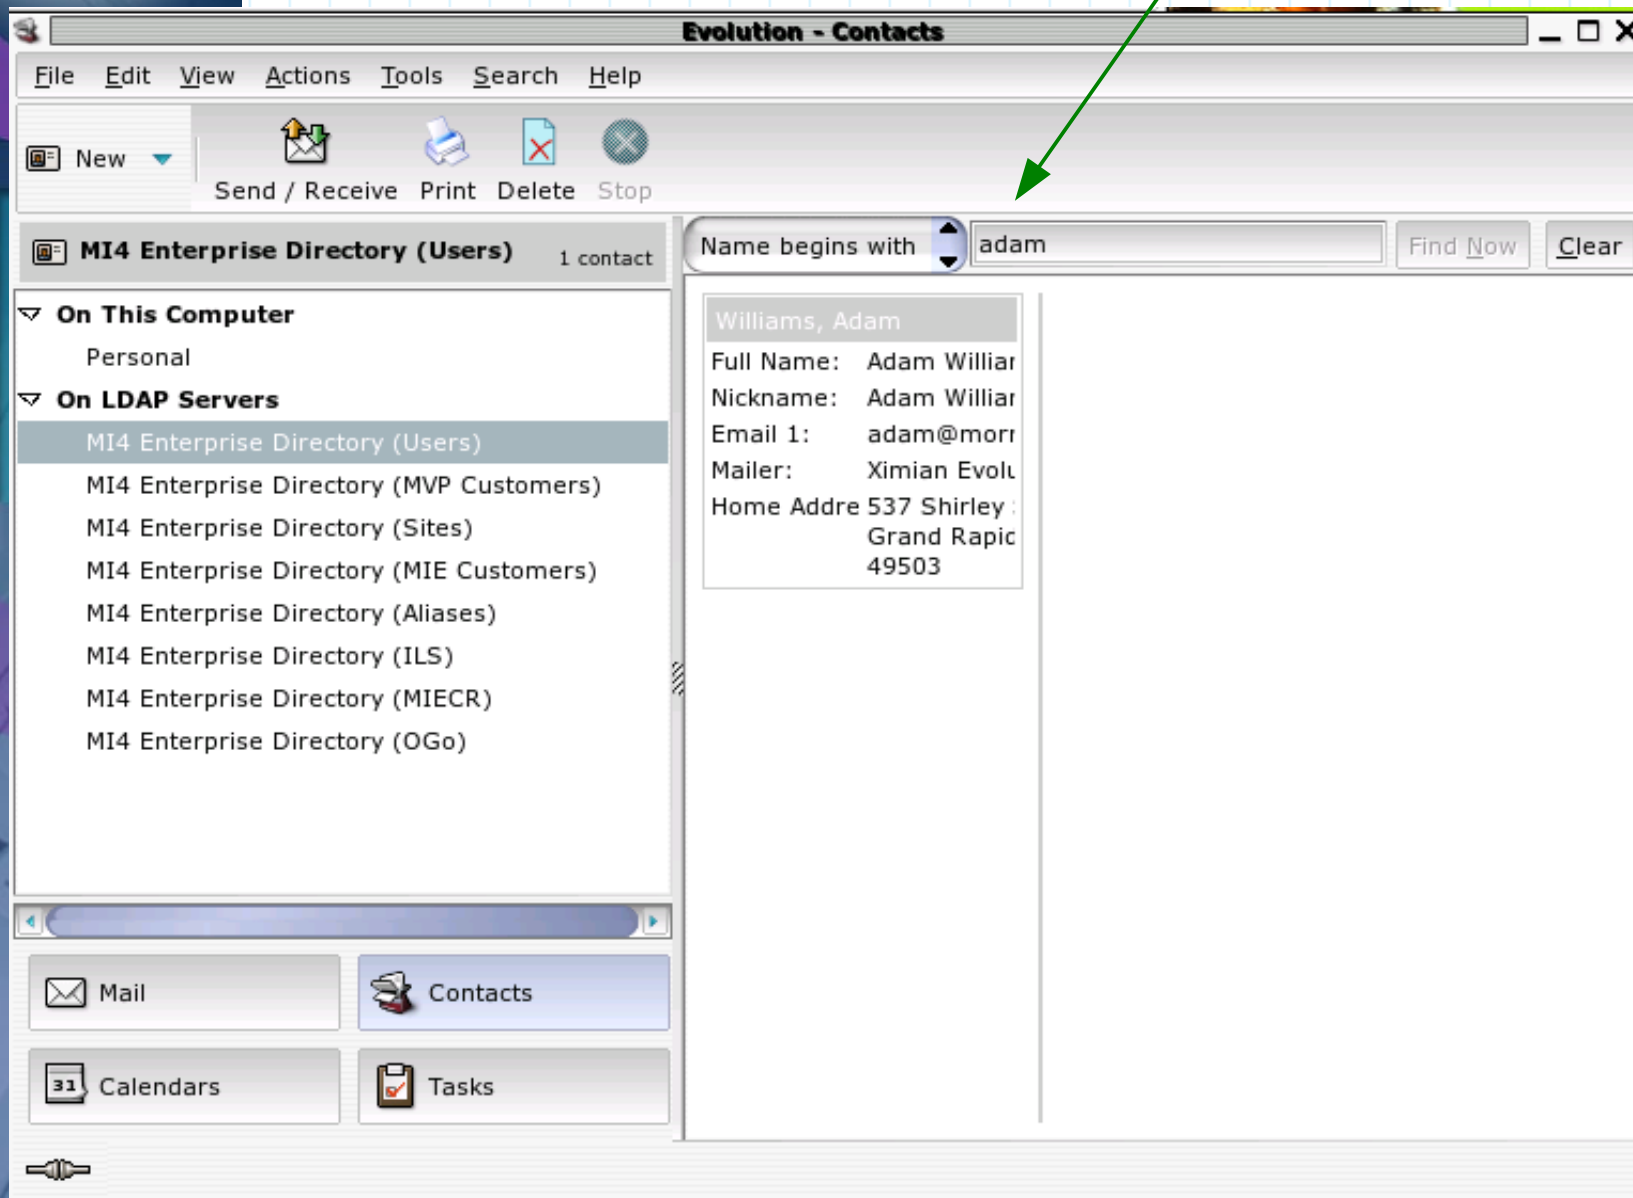 Evolution - Contacts
File Edit View Actions Tools Search Help
New
Send / Receive Print Delete Stop
MI4 Enterprise Directory (Users) 1 contact
Name begins with adam Find Now Clear
On This Computer
Personal
On LDAP Servers
MI4 Enterprise Directory (Users)
MI4 Enterprise Directory (MVP Customers)
MI4 Enterprise Directory (Sites)
MI4 Enterprise Directory (MIE Customers)
MI4 Enterprise Directory (Aliases)
MI4 Enterprise Directory (ILS)
MI4 Enterprise Directory (MIECR)
MI4 Enterprise Directory (OGo)
Williams, Adam
Full Name: Adam Williar
Nickname: Adam Williar
Email 1: adam@morr
Mailer: Ximian Evolu
Home Addre 537 Shirley
Grand Rapic
49503
Mail
Contacts
31 Calendars
Tasks